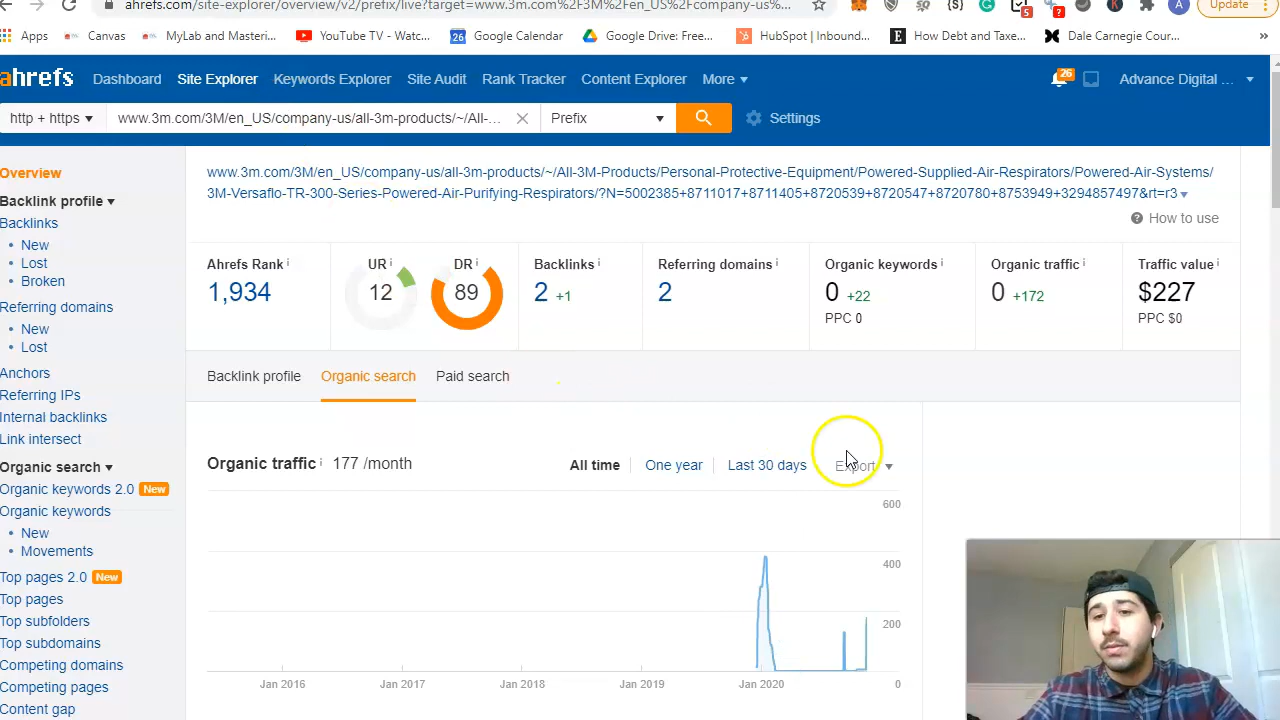 ahrefs.com/site-explorer/overview/v2/prefix/live?target=www.3m.com%2F3M%2Fen_US%2Fcompany-us%...
Update
Apps
Canvas
MyLab and Masteri...
YouTube TV - Watc...
26
Google Calendar
Google Drive: Free...
HubSpot | Inbound...
How Debt and Taxe...
Dale Carnegie Cour...
»
ahrefs
Dashboard
Site Explorer
Keywords Explorer
Site Audit
Rank Tracker
Content Explorer
More
26
Advance Digital ...
http + https
www.3m.com/3M/en_US/company-us/all-3m-products/~/All-...
Prefix
Settings
Overview
Backlink profile
Backlinks
• New
• Lost
• Broken
Referring domains
• New
• Lost
Anchors
Referring IPs
Internal backlinks
Link intersect
Organic search
Organic keywords 2.0 New
Organic keywords
• New
• Movements
Top pages 2.0 New
Top pages
Top subfolders
Top subdomains
Competing domains
Competing pages
Content gap
www.3m.com/3M/en_US/company-us/all-3m-products/~/All-3M-Products/Personal-Protective-Equipment/Powered-Supplied-Air-Respirators/Powered-Air-Systems/
3M-Versaflo-TR-300-Series-Powered-Air-Purifying-Respirators/?N=5002385+8711017+8711405+8720539+8720547+8720780+8753949+3294857497&rt=r3
How to use
Ahrefs Rank
1,934
UR
12
DR
89
Backlinks
2 +1
Referring domains
2
Organic keywords
0 +22
PPC 0
Organic traffic
0 +172
Traffic value
$227
PPC $0
Backlink profile
Organic search
Paid search
Organic traffic 177 /month
All time
One year
Last 30 days
Export
600
400
200
0
Jan 2016
Jan 2017
Jan 2018
Jan 2019
Jan 2020